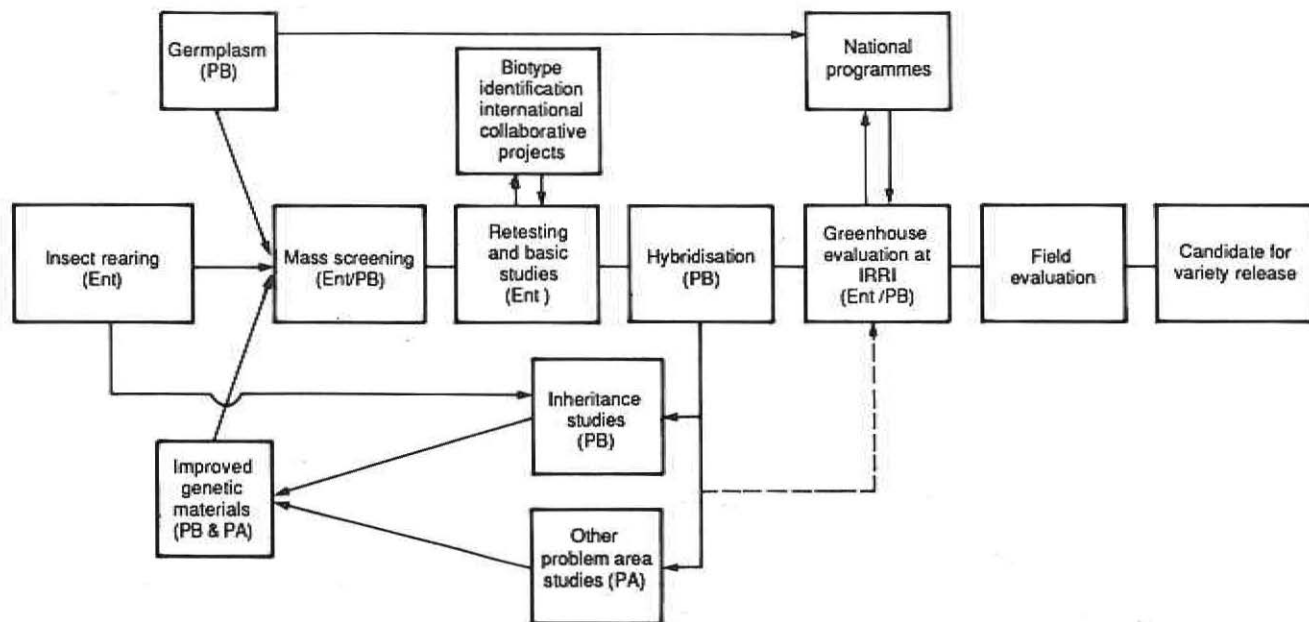 Germplasm
(PB)
Biotype
identification
international
collaborative
projects
National
programmes
Insect rearing
(Ent)
Mass screening
(Ent/PB)
Retesting
and basic
studies
(Ent )
Hybridisation
(PB)
Greenhouse
evaluation at
IRRI
(Ent /PB)
Field
evaluation
Candidate for
variety release
Inheritance
studies
(PB)
Improved
genetic
materials
(PB & PA)
Other
problem area
studies (PA)